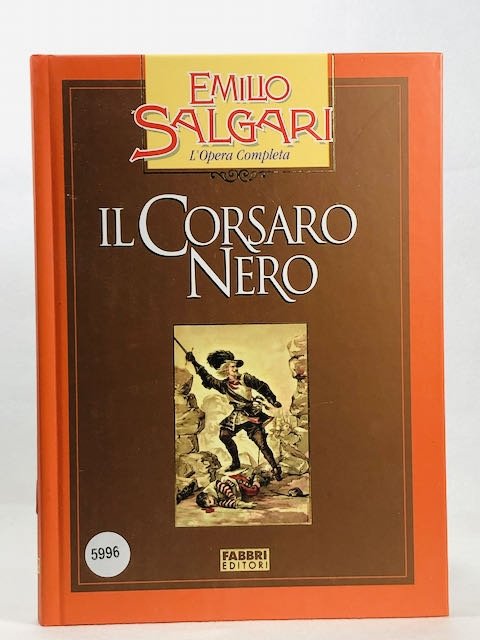 EMILIO
SALGARI
L'Opera Completa
IL CORSARO
NERO
5996
FABBRI
EDITORI